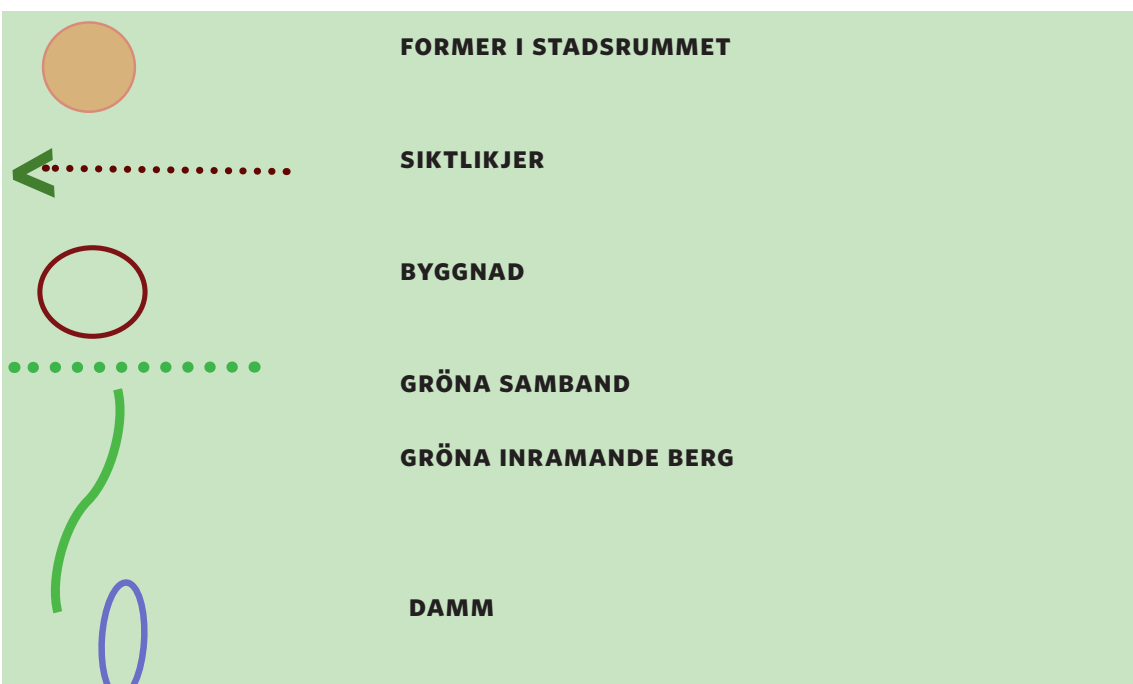 FORMER I STADSRUMMET
SIKTLIKJER
BYGGNAD
GRÖNA SAMBAND
GRÖNA INRAMANDE BERG
DAMM